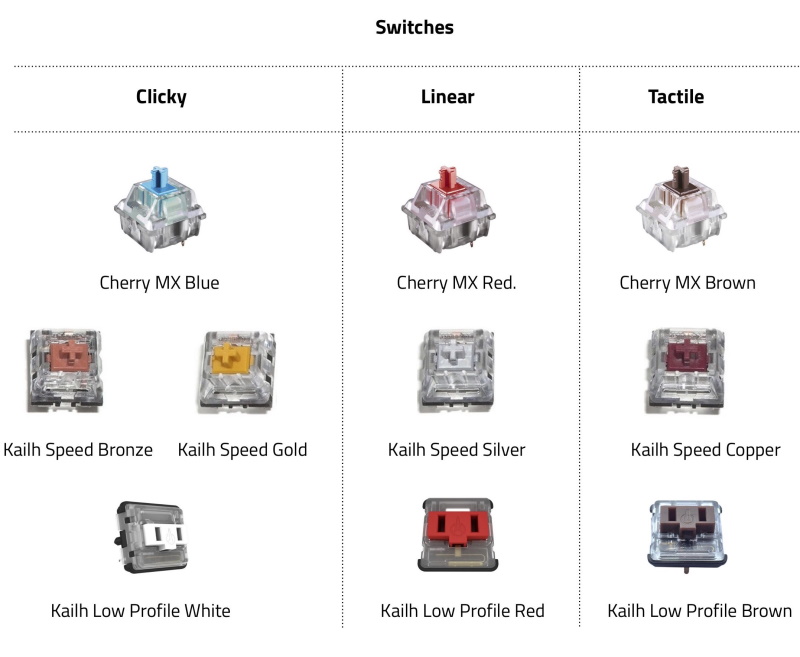 Switches
Clicky
Linear
Tactile
Cherry MX Blue
Cherry MX Red.
Cherry MX Brown
Kailh Speed Bronze
Kailh Speed Gold
Kailh Speed Silver
Kailh Speed Copper
Kailh Low Profile White
Kailh Low Profile Red
Kailh Low Profile Brown